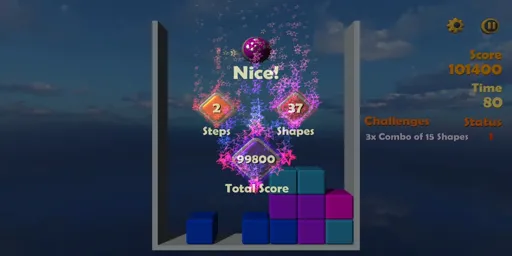 Nice!
2
37
Steps
Shapes
99800
Total Score
Score
101400
Time
80
Challenges
Status
3x Combo of 15 Shapes